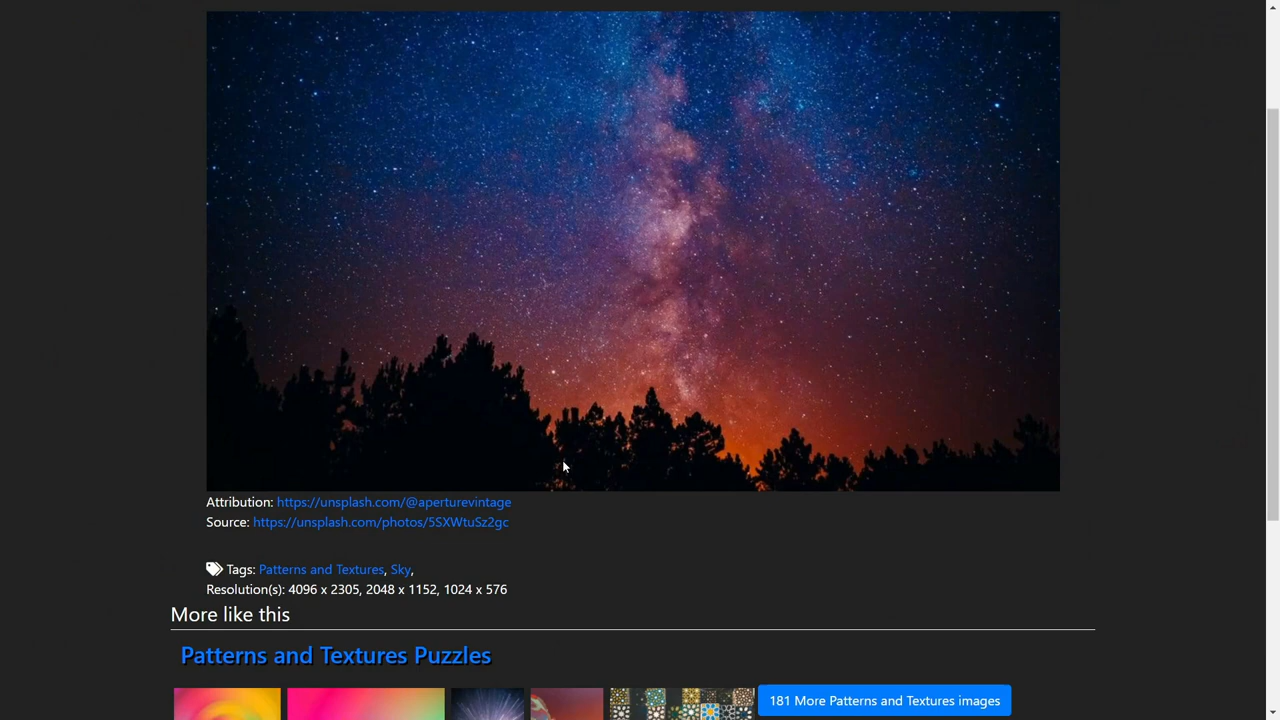 Attribution: https://unsplash.com/@aperturevintage
Source: https://unsplash.com/photos/5SXWtuSz2gc
Tags: Patterns and Textures, Sky,
Resolution(s): 4096 x 2305, 2048 x 1152, 1024 x 576
More like this
Patterns and Textures Puzzles
181 More Patterns and Textures images